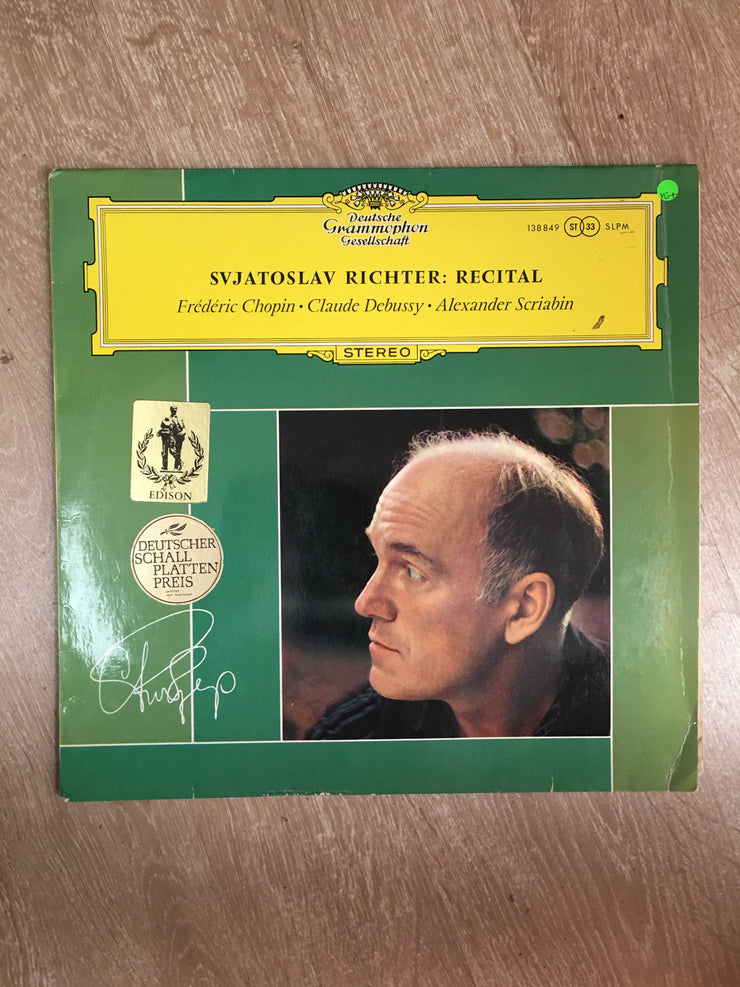 Deutsche
Grammophon
Gesellschaft
138 849 ST 33 SLPM
VG+
SVJATOSLAV RICHTER: RECITAL
Frédéric Chopin · Claude Debussy · Alexander Scriabin
STEREO
EDISON
DEUTSCHER
SCHALL
PLATTEN
PREIS